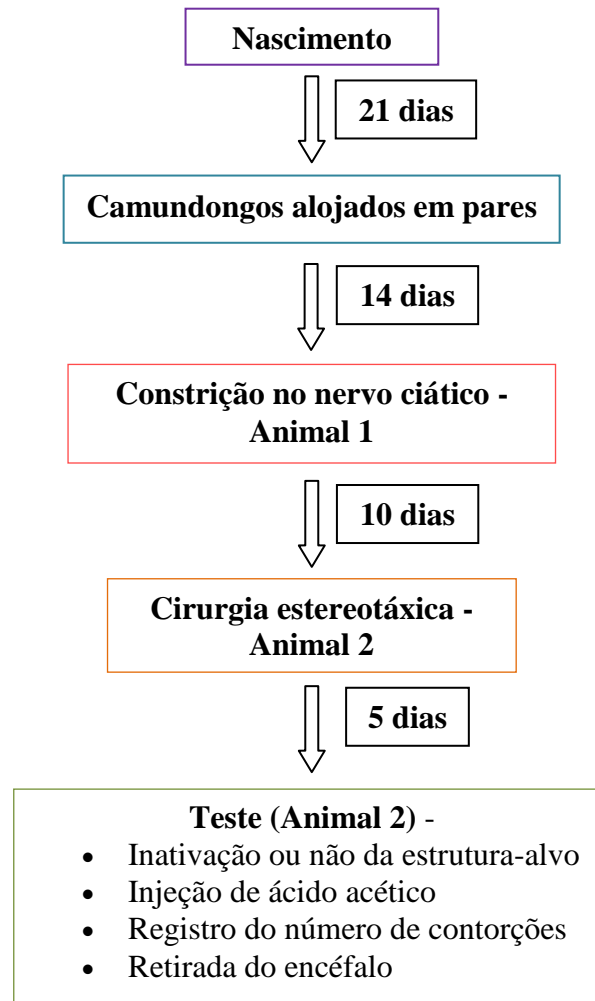 Nascimento
21 dias
Camundongos alojados em pares
14 dias
Constrição no nervo ciático -
Animal 1
10 dias
Cirurgia estereotáxica -
Animal 2
5 dias
Teste (Animal 2) -
• Inativação ou não da estrutura-alvo
• Injeção de ácido acético
• Registro do número de contorções
• Retirada do encéfalo